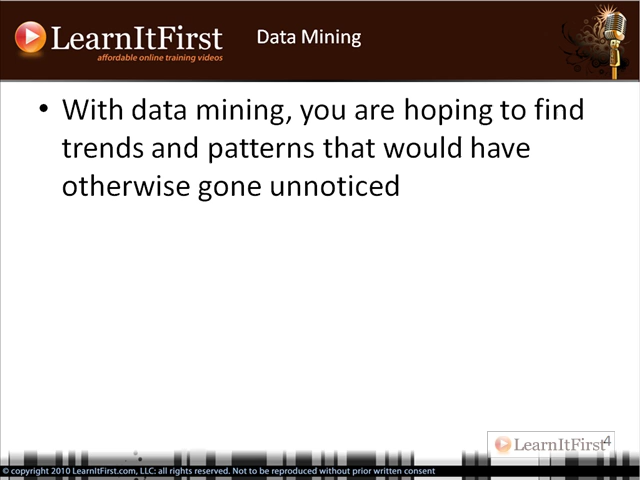 LearnItFirst
affordable online training videos
Data Mining
• With data mining, you are hoping to find
trends and patterns that would have
otherwise gone unnoticed
LearnItFirst
4
© copyright 2010 LearnItFirst.com, LLC: all rights reserved. Not to be reproduced without prior written consent